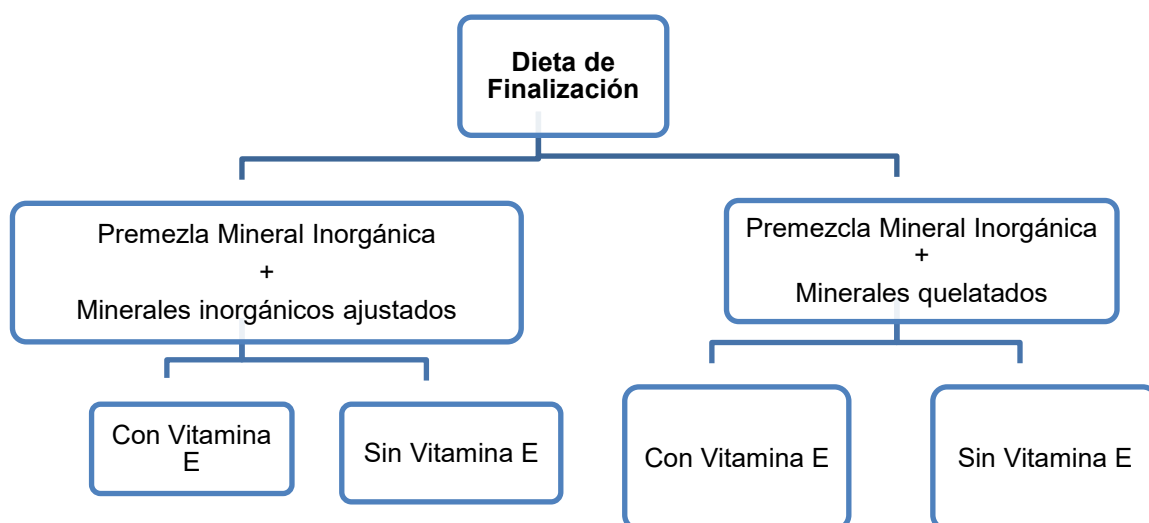 Dieta de
Finalización
Premezla Mineral Inorgánica
+
Minerales inorgánicos ajustados
Premezcla Mineral Inorgánica
+
Minerales quelatados
Con Vitamina
E
Sin Vitamina E
Con Vitamina E
Sin Vitamina E